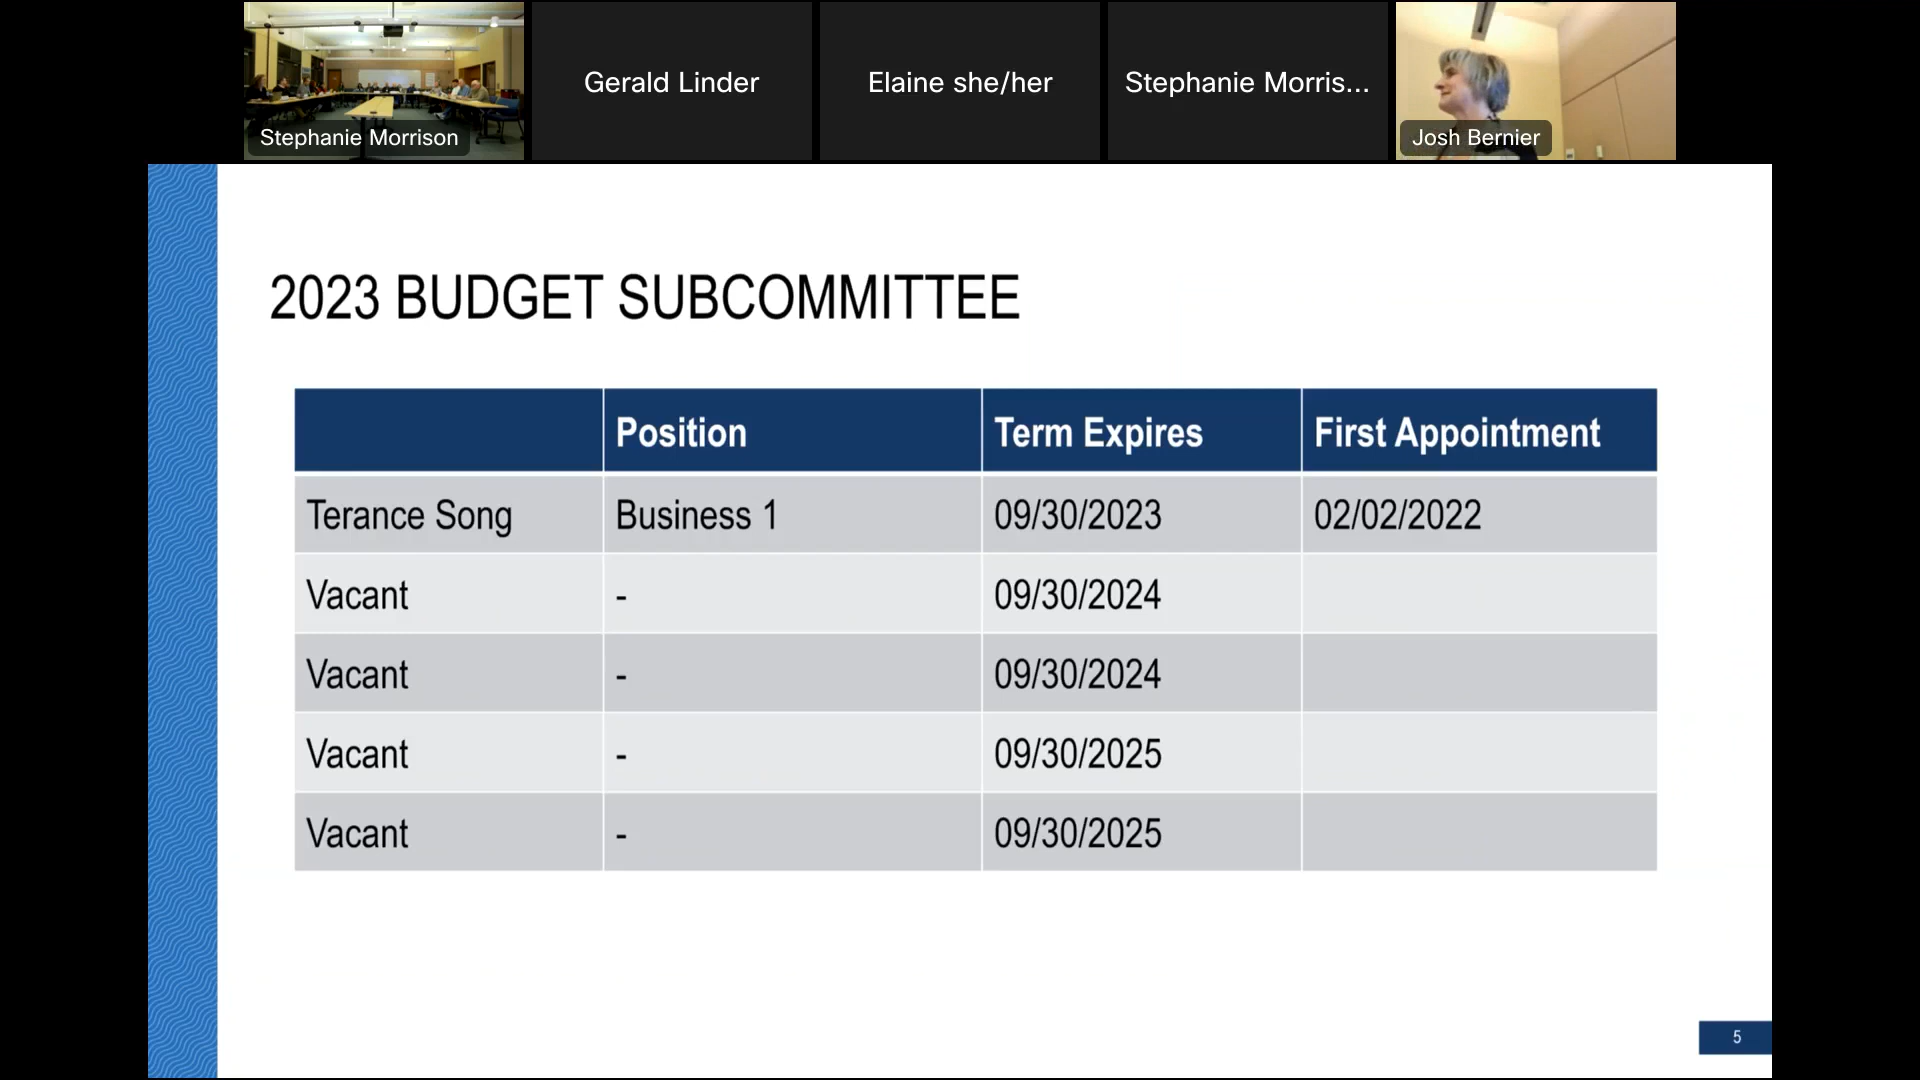 Stephanie Morrison
Gerald Linder
Elaine she/her
Stephanie Morris...
Josh Bernier
2023 BUDGET SUBCOMMITTEE
Position Term Expires First Appointment
Terance Song Business 1 09/30/2023 02/02/2022
Vacant - 09/30/2024
Vacant - 09/30/2024
Vacant - 09/30/2025
Vacant - 09/30/2025
5